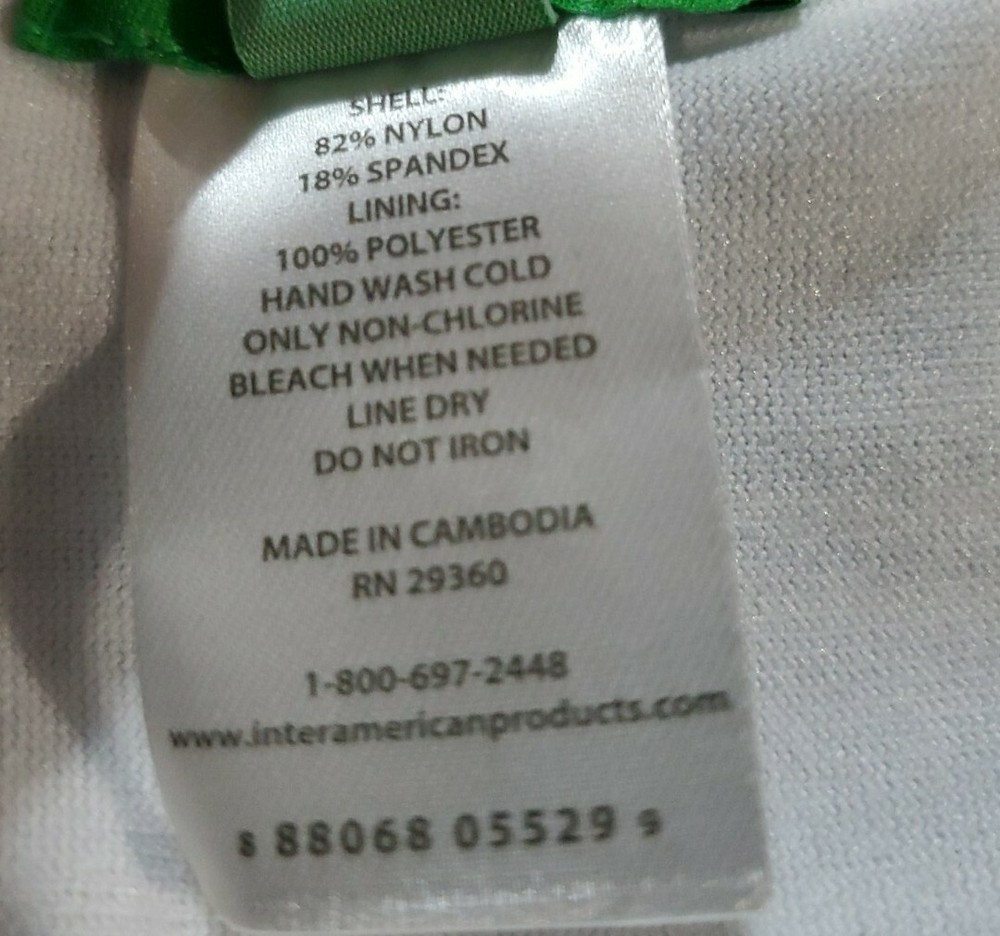 SHELL:
82% NYLON
18% SPANDEX
LINING:
100% POLYESTER
HAND WASH COLD
ONLY NON-CHLORINE
BLEACH WHEN NEEDED
LINE DRY
DO NOT IRON
MADE IN CAMBODIA
RN 29360
1-800-697-2448
www.interamericanproducts.com
8 88068 05529 9